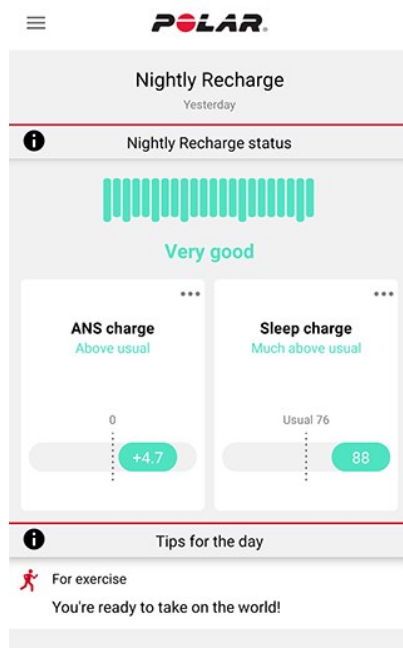 POLAR.
Nightly Recharge
Yesterday
Nightly Recharge status
Very good
ANS charge
Above usual
0
+4.7
Sleep charge
Much above usual
Usual 76
88
Tips for the day
For exercise
You're ready to take on the world!